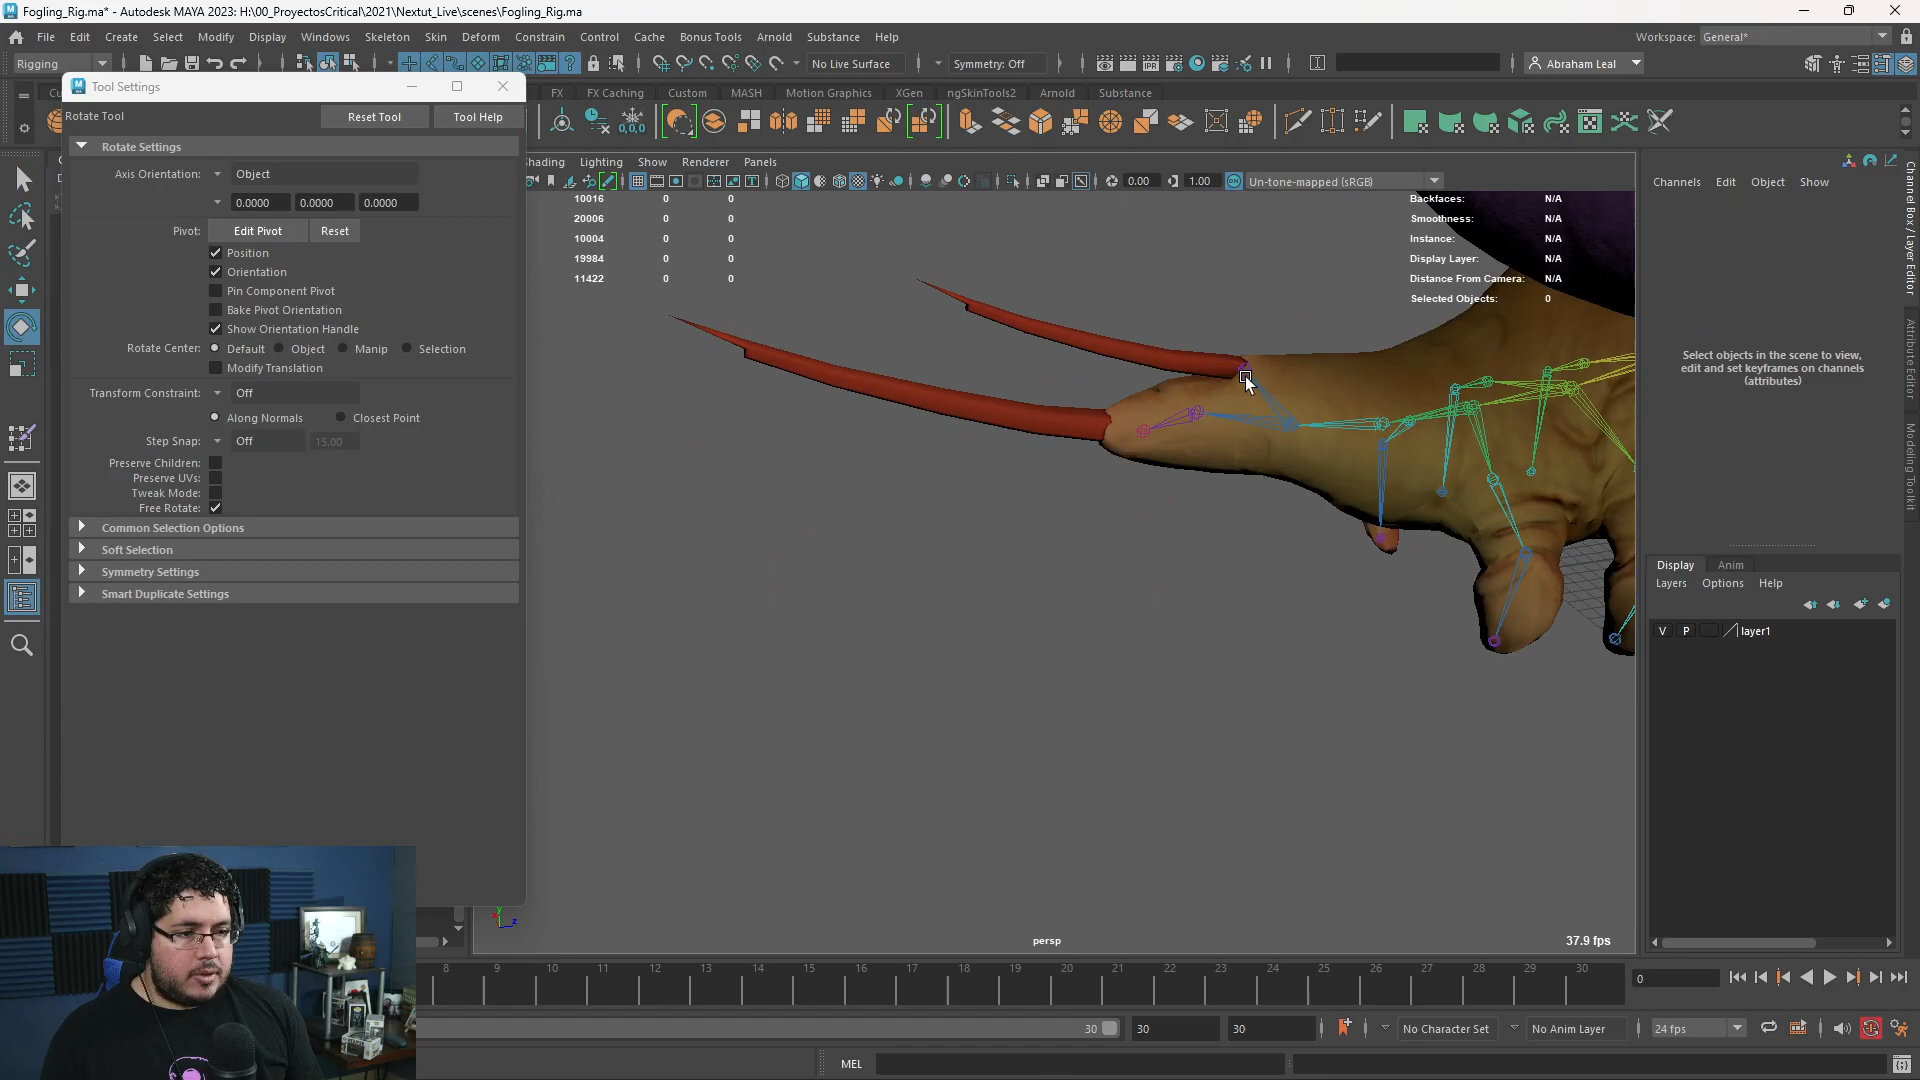 Fogling_Rig.ma* - Autodesk MAYA 2023: H:\00_ProyectosCritical\2021\Nextut_Live\scenes\Fogling_Rig.ma
File Edit Create Select Modify Display Windows Skeleton Skin Deform Constrain Control Cache Bonus Tools Arnold Substance Help
Workspace: General*
Rigging
No Live Surface
Symmetry: Off
Abraham Leal
Tool Settings
FX FX Caching Custom MASH Motion Graphics XGen ngSkinTools2 Arnold Substance
Rotate Tool
Reset Tool
Tool Help
Rotate Settings
Axis Orientation: Object
0.0000 0.0000 0.0000
Pivot: Edit Pivot Reset
Position
Orientation
Pin Component Pivot
Bake Pivot Orientation
Show Orientation Handle
Rotate Center: Default Object Manip Selection
Modify Translation
Transform Constraint: Off
Along Normals Closest Point
Step Snap: Off 15.00
Preserve Children:
Preserve UVs:
Tweak Mode:
Free Rotate:
Common Selection Options
Soft Selection
Symmetry Settings
Smart Duplicate Settings
Lighting Show Renderer Panels
0.00 1.00 Un-tone-mapped (sRGB)
10016 0 0
20006 0 0
10004 0 0
19984 0 0
11422 0 0
Backfaces: N/A
Smoothness: N/A
Instance: N/A
Display Layer: N/A
Distance From Camera: N/A
Selected Objects: 0
persp
37.9 fps
Channels Edit Object Show
Select objects in the scene to view,
edit and set keyframes on channels
(attributes)
Channel Box / Layer Editor
Attribute Editor
Modeling Toolkit
Display Anim
Layers Options Help
V P layer1
8 9 10 11 12 13 14 15 16 17 18 19 20 21 22 23 24 25 26 27 28 29 30
0
30 30 30
No Character Set
No Anim Layer
24 fps
MEL